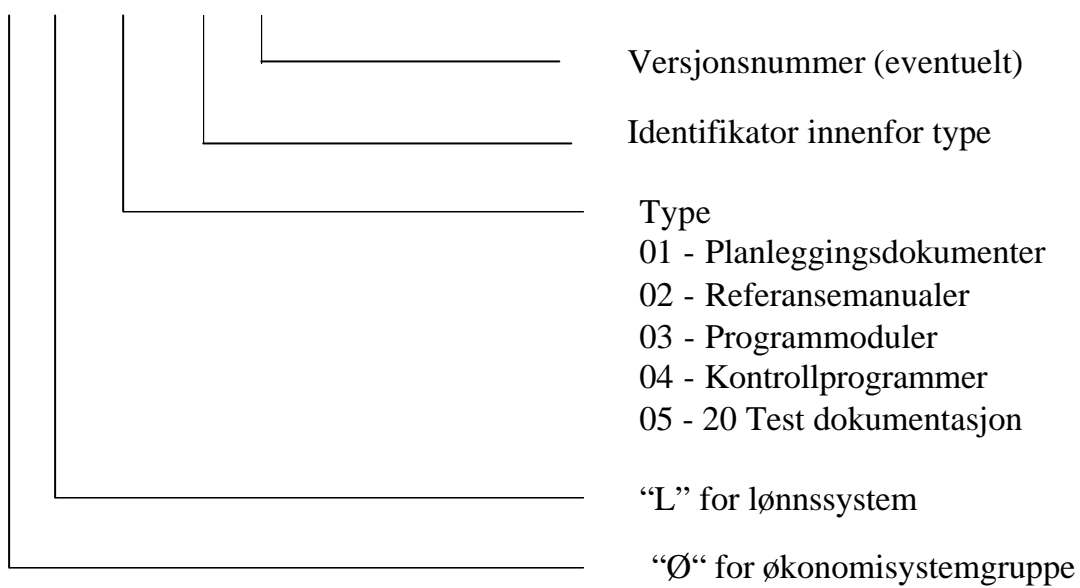 Versjonsnummer (eventuelt)
Identifikator innenfor type
Type
01 - Planleggingsdokumenter
02 - Referansemanualer
03 - Programmoduler
04 - Kontrollprogrammer
05 - 20 Test dokumentasjon
“L” for lønnssystem
“Ø“ for økonomisystemgruppe